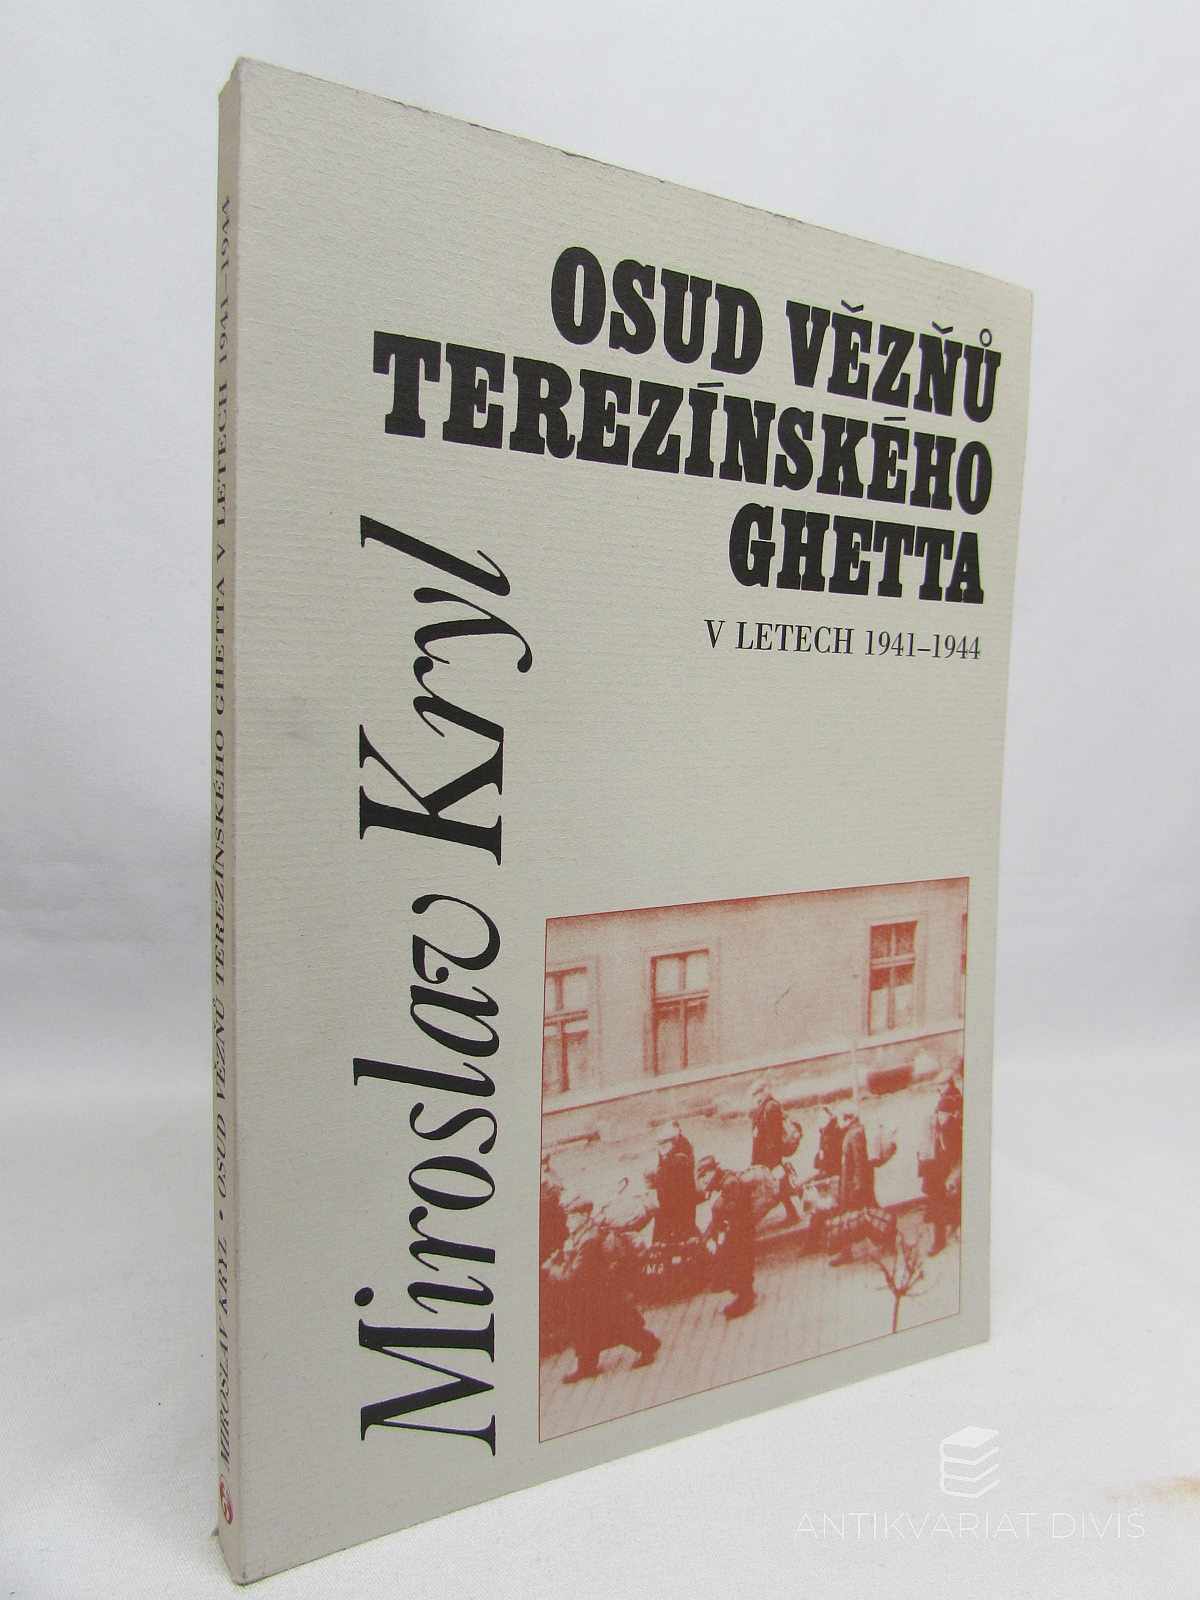 OSUD VĚZŇŮ
TEREZÍNSKÉHO
GHETTA
V LETECH 1941–1944
Miroslav Kryl
MIROSLAV KRYL • OSUD VĚZŇŮ TEREZÍNSKÉHO GHETTA V LETECH 1941–1944
ANTIKVARIAT DIVIŠ